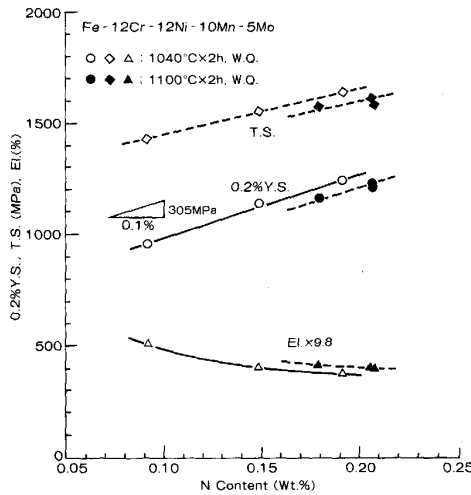 Fe-12Cr-12Ni-10Mn-5Mo
○ ◇ △ : 1040°C×2h, W.Q.
● ◆ ▲ : 1100°C×2h, W.Q.
T.S.
0.2%Y.S.
305MPa
0.1%
El.×9.8
0.2%Y.S., T.S. (MPa), El.(%)
2000
1500
1000
500
0
0.05
0.10
0.15
0.20
0.25
N Content (Wt.%)